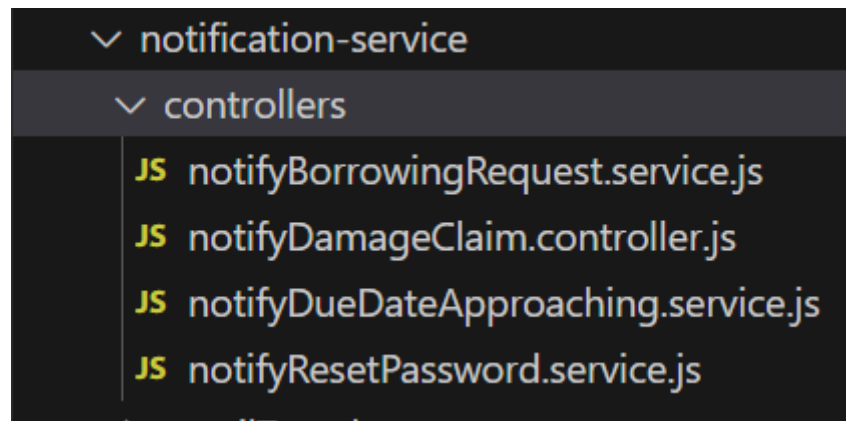 notification-service
controllers
JS notifyBorrowingRequest.service.js
JS notifyDamageClaim.controller.js
JS notifyDueDateApproaching.service.js
JS notifyResetPassword.service.js